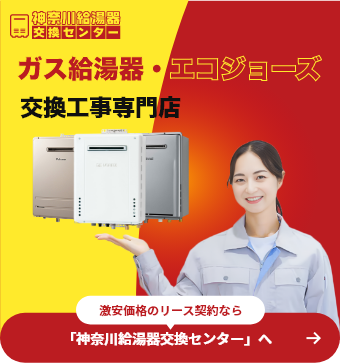 神奈川給湯器
交換センター
ガス給湯器・エコジョーズ
交換工事専門店
激安価格のリース契約なら
「神奈川給湯器交換センター」へ